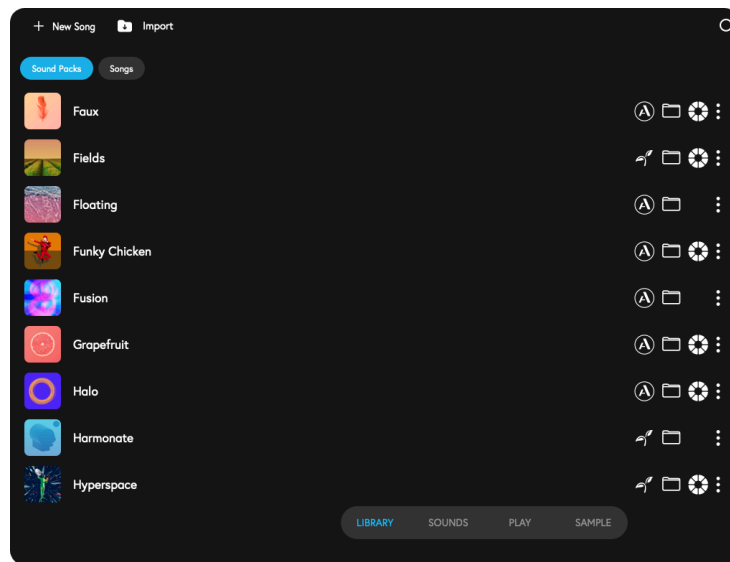 New Song Import
Sound Packs Songs
Faux
Fields
Floating
Funky Chicken
Fusion
Grapefruit
Halo
Harmonate
Hyperspace
LIBRARY SOUNDS PLAY SAMPLE